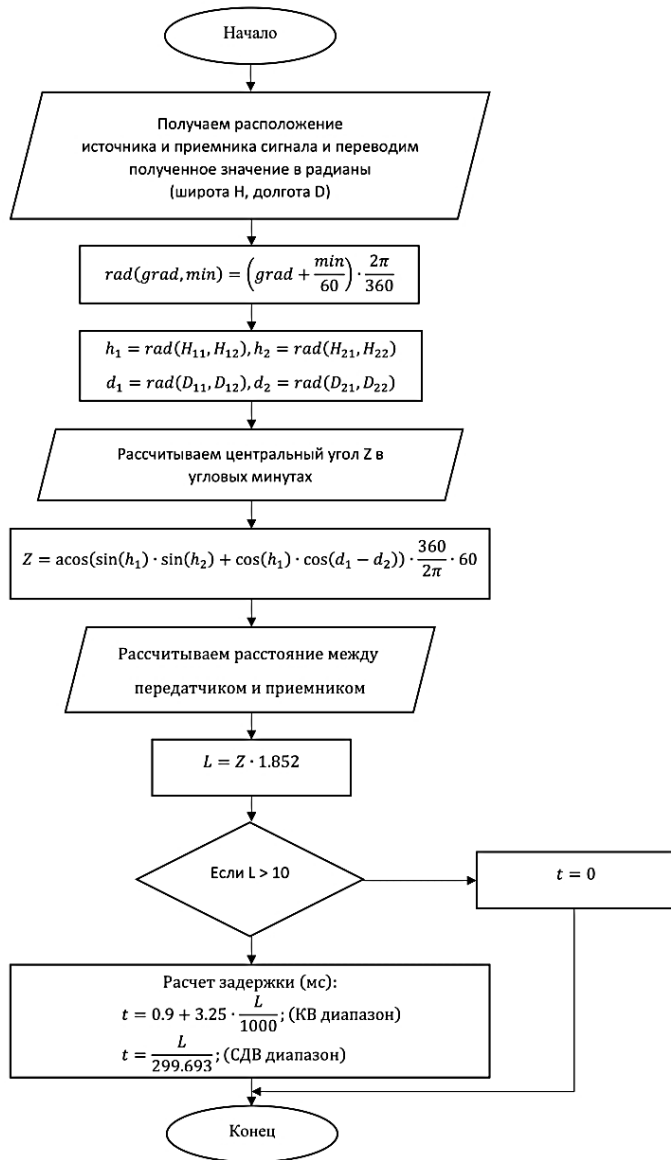 Начало
Получаем расположение
источника и приемника сигнала и переводим
полученное значение в радианы
(широта H, долгота D)
rad(grad, min) = (grad + min/60) · 2π/360
h₁ = rad(H₁₁, H₁₂), h₂ = rad(H₂₁, H₂₂)
d₁ = rad(D₁₁, D₁₂), d₂ = rad(D₂₁, D₂₂)
Рассчитываем центральный угол Z в
угловых минутах
Z = acos(sin(h₁) · sin(h₂) + cos(h₁) · cos(d₁ − d₂)) · 360/2π · 60
Рассчитываем расстояние между
передатчиком и приемником
L = Z · 1.852
Если L > 10
t = 0
Расчет задержки (мс):
t = 0.9 + 3.25 · L/1000; (КВ диапазон)
t = L/299.693; (СДВ диапазон)
Конец